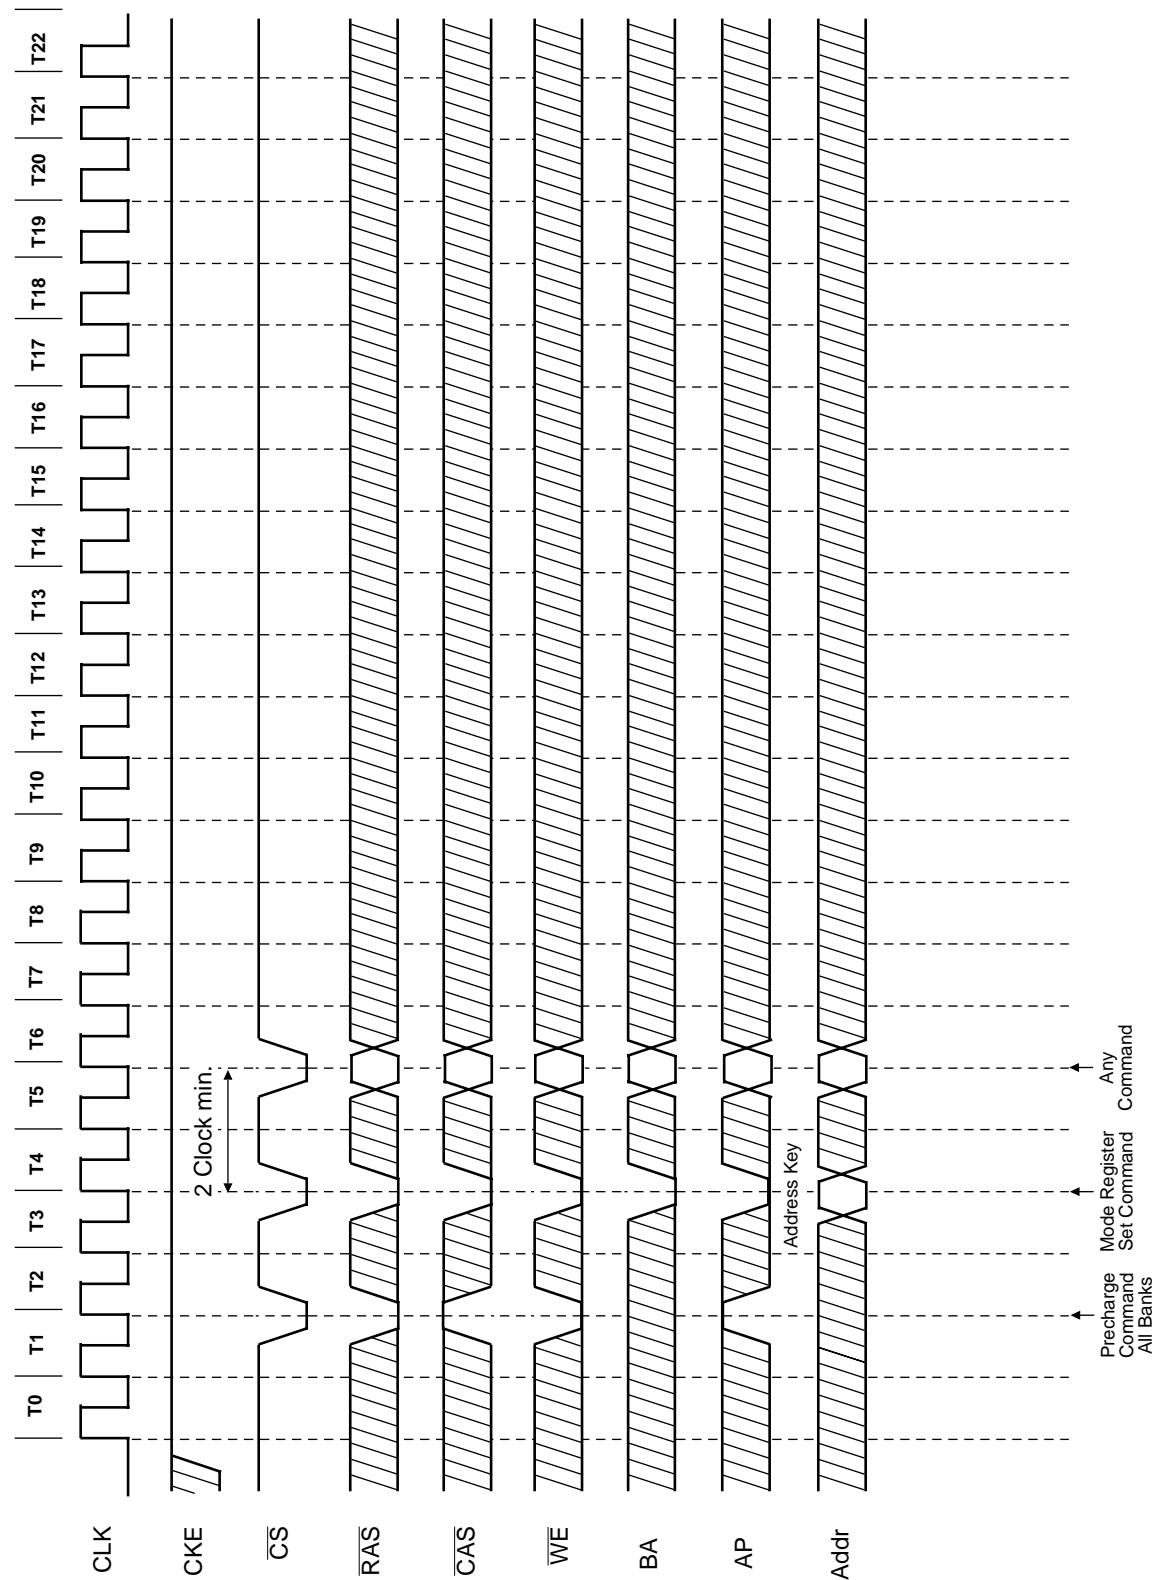 T0 T1 T2 T3 T4 T5 T6 T7 T8 T9 T10 T11 T12 T13 T14 T15 T16 T17 T18 T19 T20 T21 T22
CLK
CKE
2 Clock min.
CS
RAS
CAS
WE
BA
AP
Address Key
Addr
Precharge
Command
All Banks
Mode Register
Set Command
Any
Command